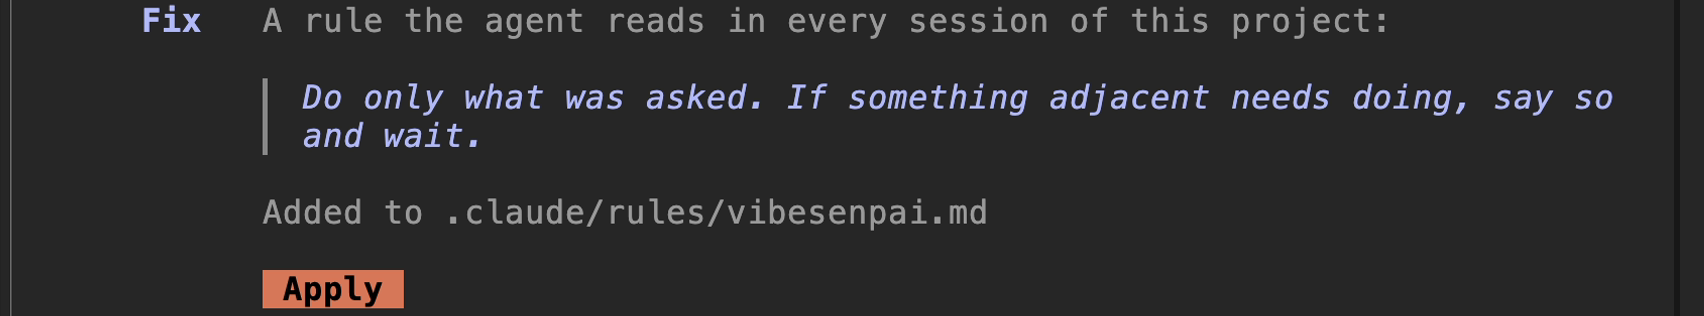 Fix A rule the agent reads in every session of this project:
Do only what was asked. If something adjacent needs doing, say so
and wait.
Added to .claude/rules/vibesenpai.md
Apply